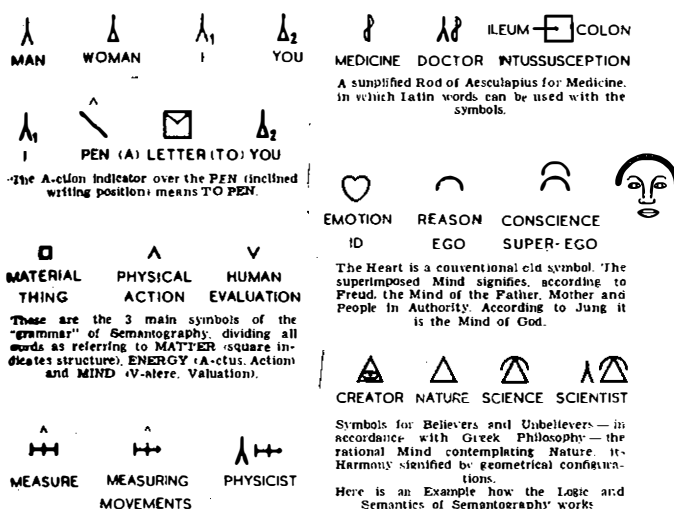 MAN WOMAN I YOU
I PEN (A) LETTER (TO) YOU
The A-ction indicator over the PEN (inclined
writing position) means TO PEN.
MATERIAL PHYSICAL HUMAN
THING ACTION EVALUATION
These are the 3 main symbols of the
"grammar" of Semantography, dividing all
words as referring to MATTER (square in-
dicates structure), ENERGY (A-ctus, Action)
and MIND (V-alere, Valuation).
MEASURE MEASURING PHYSICIST
MOVEMENTS
ILEUM COLON
MEDICINE DOCTOR INTUSSUSCEPTION
A sunplified Rod of Aesculapius for Medicine,
in which Latin words can be used with the
symbols.
EMOTION REASON CONSCIENCE
ID EGO SUPER-EGO
The Heart is a conventional old symbol. The
superimposed Mind signifies, according to
Freud, the Mind of the Father, Mother and
People in Authority. According to Jung it
is the Mind of God.
CREATOR NATURE SCIENCE SCIENTIST
Symbols for Believers and Unbelievers — in
accordance with Greek Philosophy — the
rational Mind contemplating Nature, its
Harmony signified by geometrical configura-
tions.
Here is an Example how the Logic and
Semantics of Semantography works